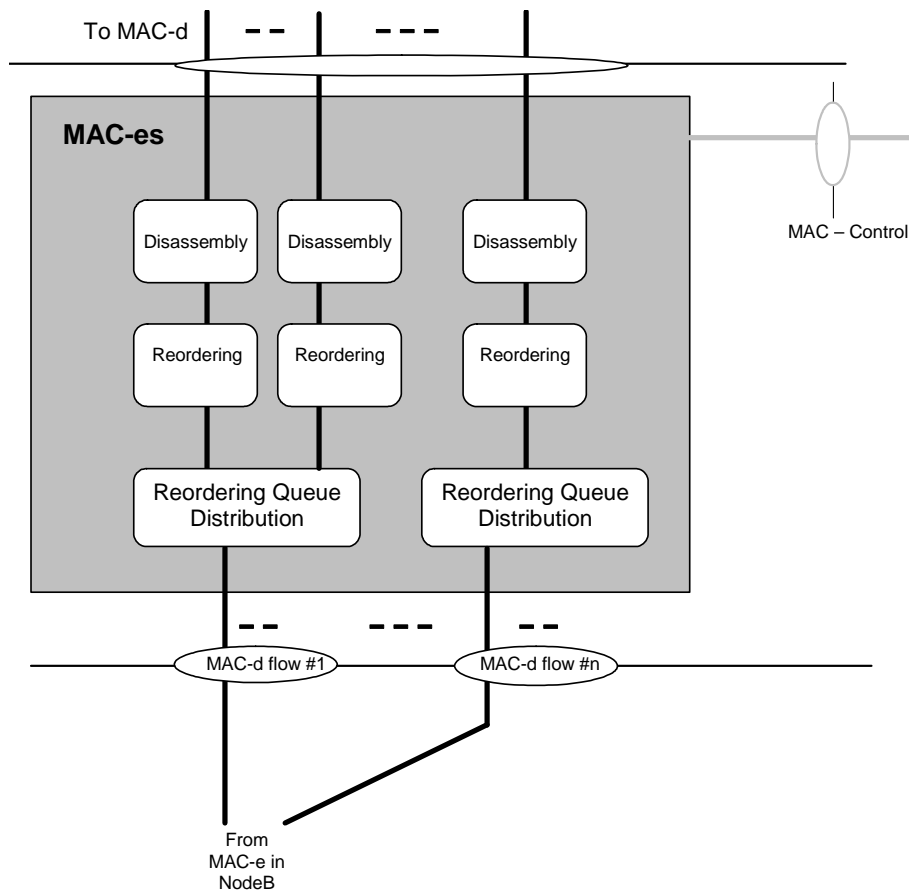 To MAC-d
MAC-es
MAC – Control
Disassembly
Disassembly
Disassembly
Reordering
Reordering
Reordering
Reordering Queue
Distribution
Reordering Queue
Distribution
MAC-d flow #1
MAC-d flow #n
From
MAC-e in
NodeB